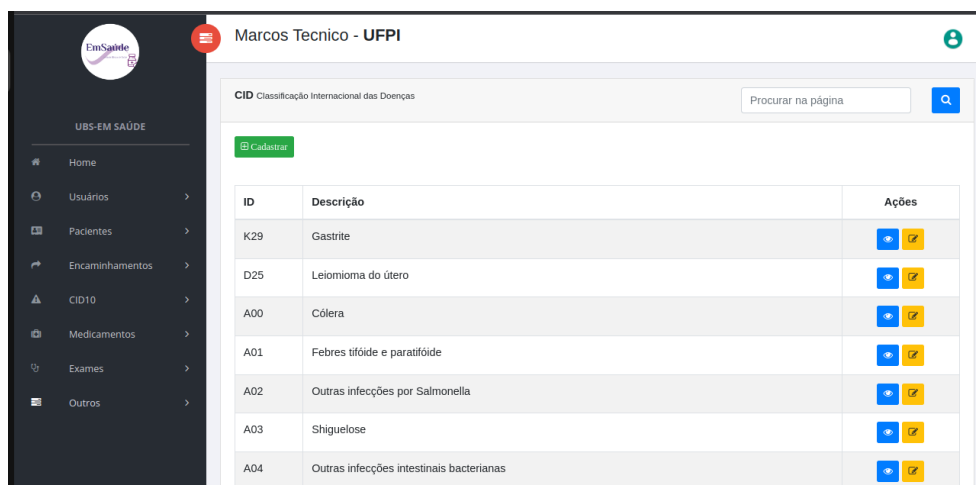 EmSaúde
Marcos Tecnico - UFPI
UBS-EM SAÚDE
Home
Usuários
Pacientes
Encaminhamentos
CID10
Medicamentos
Exames
Outros
CID Classificação Internacional das Doenças
Procurar na página
Cadastrar
ID Descrição Ações
K29 Gastrite
D25 Leiomioma do útero
A00 Cólera
A01 Febres tifóide e paratifóide
A02 Outras infecções por Salmonella
A03 Shiguelose
A04 Outras infecções intestinais bacterianas